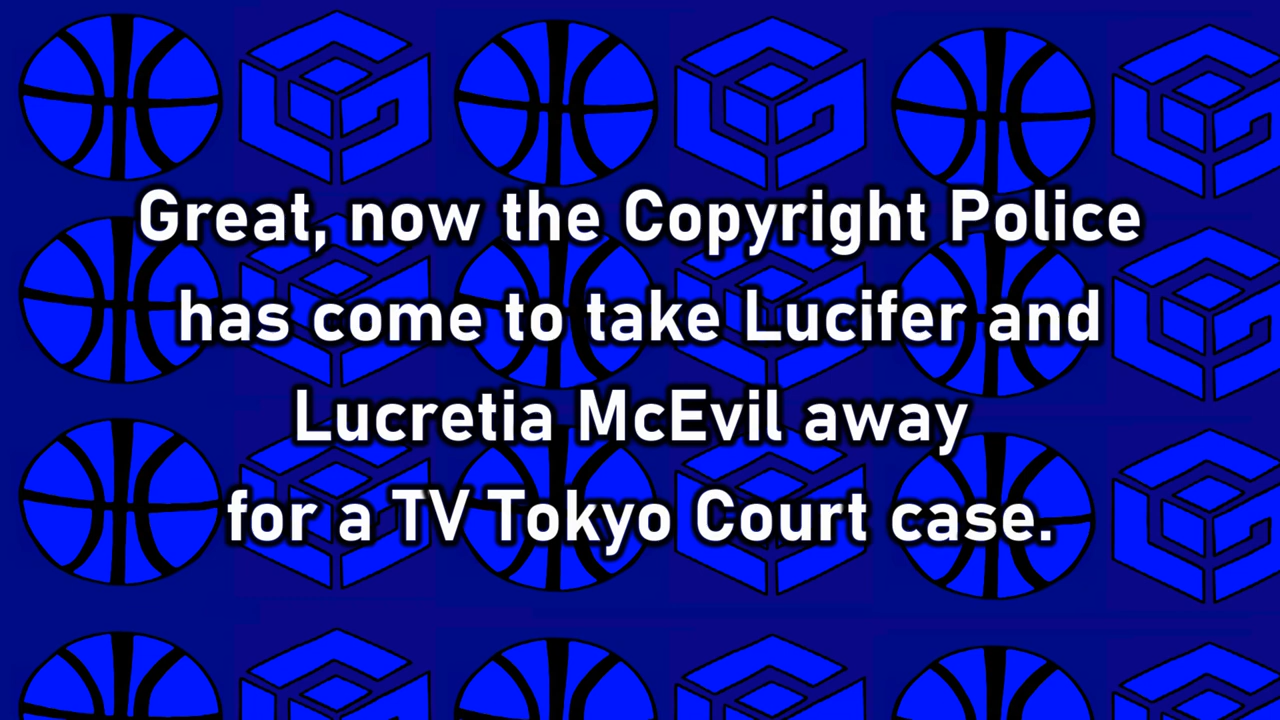 Great, now the Copyright Police
has come to take Lucifer and
Lucretia McEvil away
for a TV Tokyo Court case.